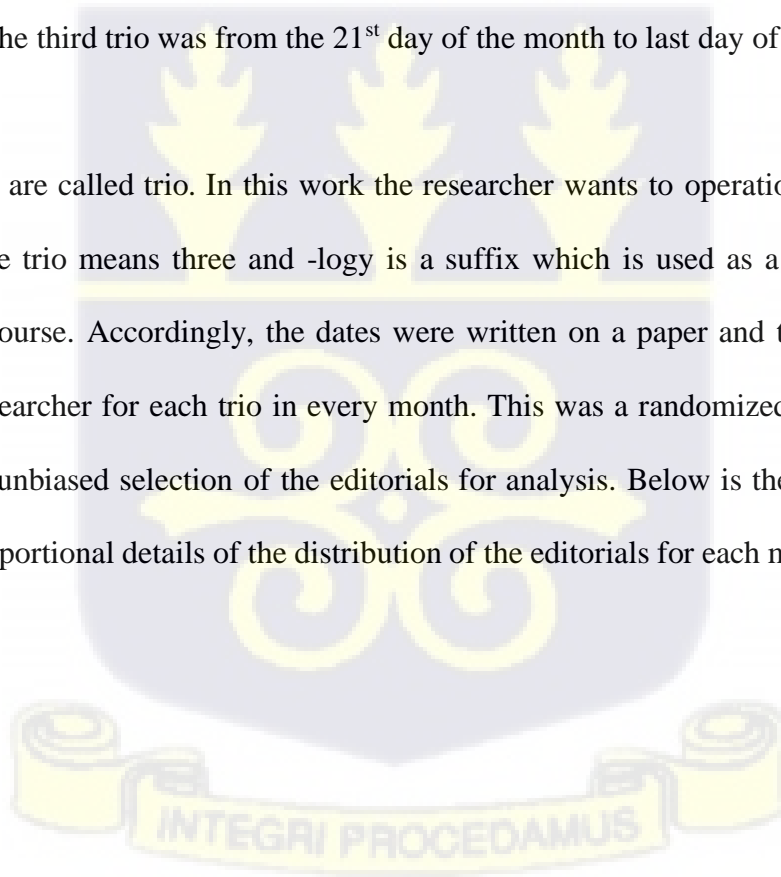 he third trio was from the 21st day of the month to last day of
are called trio. In this work the researcher wants to operatio
e trio means three and -logy is a suffix which is used as a
ourse. Accordingly, the dates were written on a paper and t
earcher for each trio in every month. This was a randomized
unbiased selection of the editorials for analysis. Below is the
portional details of the distribution of the editorials for each m
INTEGRI PROCEDAMUS